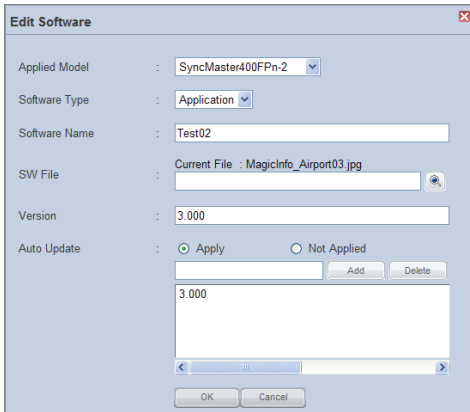 Edit Software
Applied Model : SyncMaster400FPn-2
Software Type : Application
Software Name : Test02
Current File : MagicInfo_Airport03.jpg
SW File :
Version : 3.000
Auto Update : Apply Not Applied
Add Delete
3.000
OK Cancel